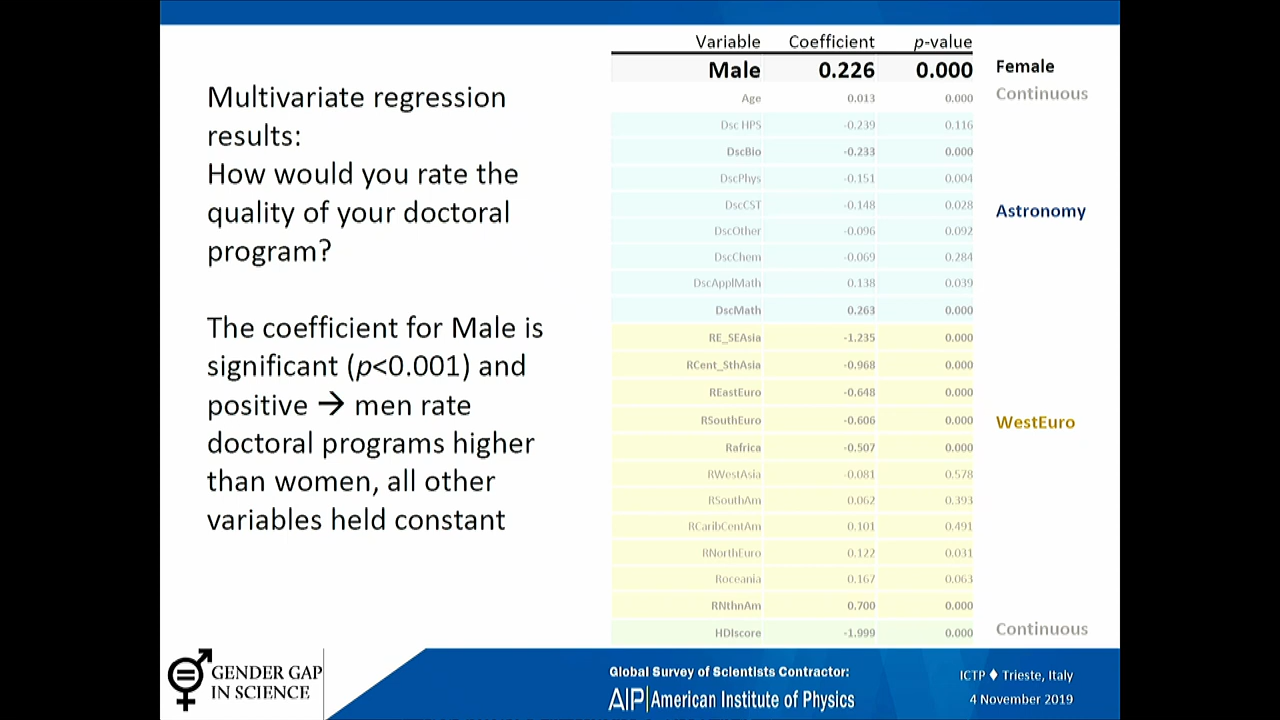 Multivariate regression
results:
How would you rate the
quality of your doctoral
program?
The coefficient for Male is
significant (p<0.001) and
positive → men rate
doctoral programs higher
than women, all other
variables held constant
Variable Coefficient p-value
Male 0.226 0.000 Female
Age 0.013 0.000 Continuous
Dsc HPS -0.239 0.116
DscBio -0.233 0.000
DscPhys -0.151 0.004
DscCST -0.148 0.028 Astronomy
DscOther -0.096 0.092
DscChem -0.069 0.284
DscApplMath 0.138 0.039
DscMath 0.263 0.000
RE_SEAsia -1.235 0.000
RCent_SthAsia -0.968 0.000
REastEuro -0.648 0.000
RSouthEuro -0.606 0.000 WestEuro
Rafrica -0.507 0.000
RWestAsia -0.081 0.578
RSouthAm 0.062 0.393
RCaribCentAm 0.101 0.491
RNorthEuro 0.122 0.031
Roceania 0.167 0.063
RNthnAm 0.700 0.000
HDIscore -1.999 0.000 Continuous
GENDER GAP
IN SCIENCE
Global Survey of Scientists Contractor:
AIP American Institute of Physics
ICTP ♦ Trieste, Italy
4 November 2019